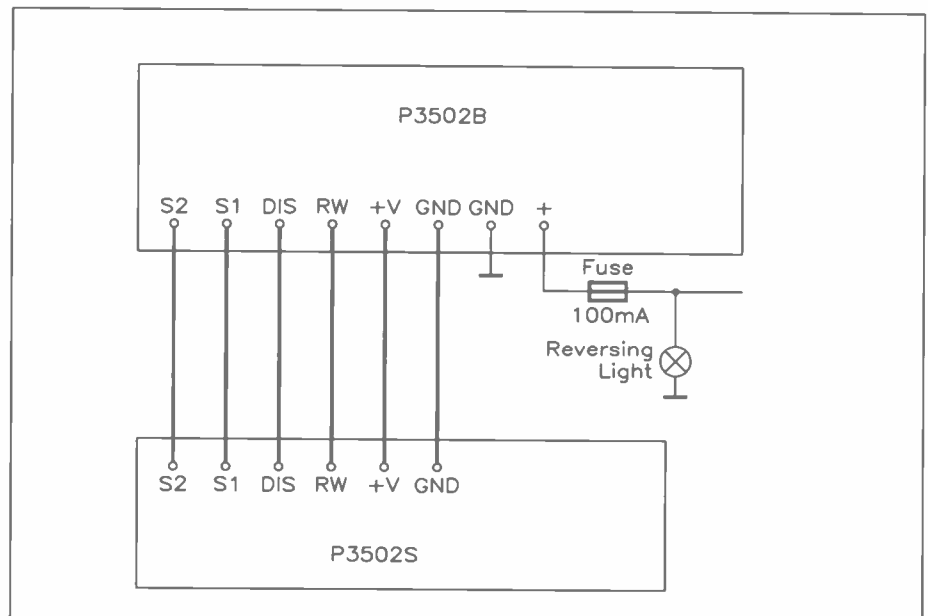 P3502B
S2 S1 DIS RW +V GND GND +
Fuse
100mA
Reversing
Light
S2 S1 DIS RW +V GND
P3502S